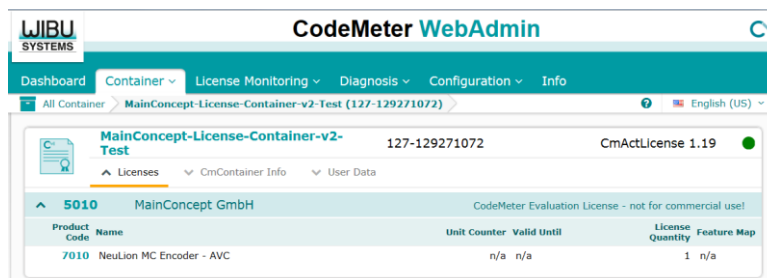 WIBU
SYSTEMS
CodeMeter WebAdmin
Dashboard Container License Monitoring Diagnosis Configuration Info
All Container MainConcept-License-Container-v2-Test (127-129271072) English (US)
MainConcept-License-Container-v2-
Test
127-129271072 CmActLicense 1.19
Licenses CmContainer Info User Data
5010 MainConcept GmbH CodeMeter Evaluation License - not for commercial use!
Product
Code Name Unit Counter Valid Until License
Quantity Feature Map
7010 NeuLion MC Encoder - AVC n/a n/a 1 n/a